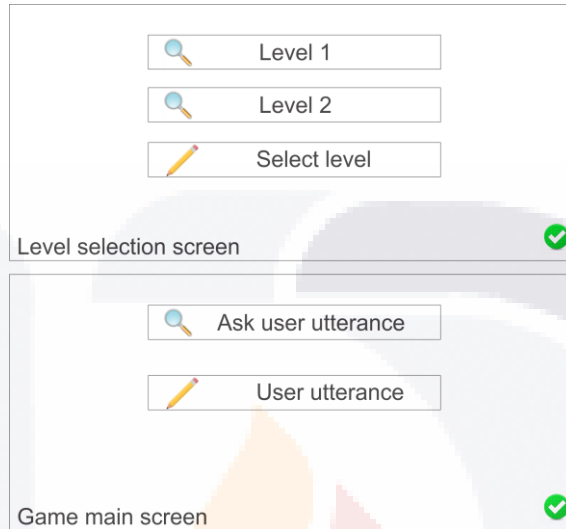 Level 1
Level 2
Select level
Level selection screen
Ask user utterance
User utterance
Game main screen